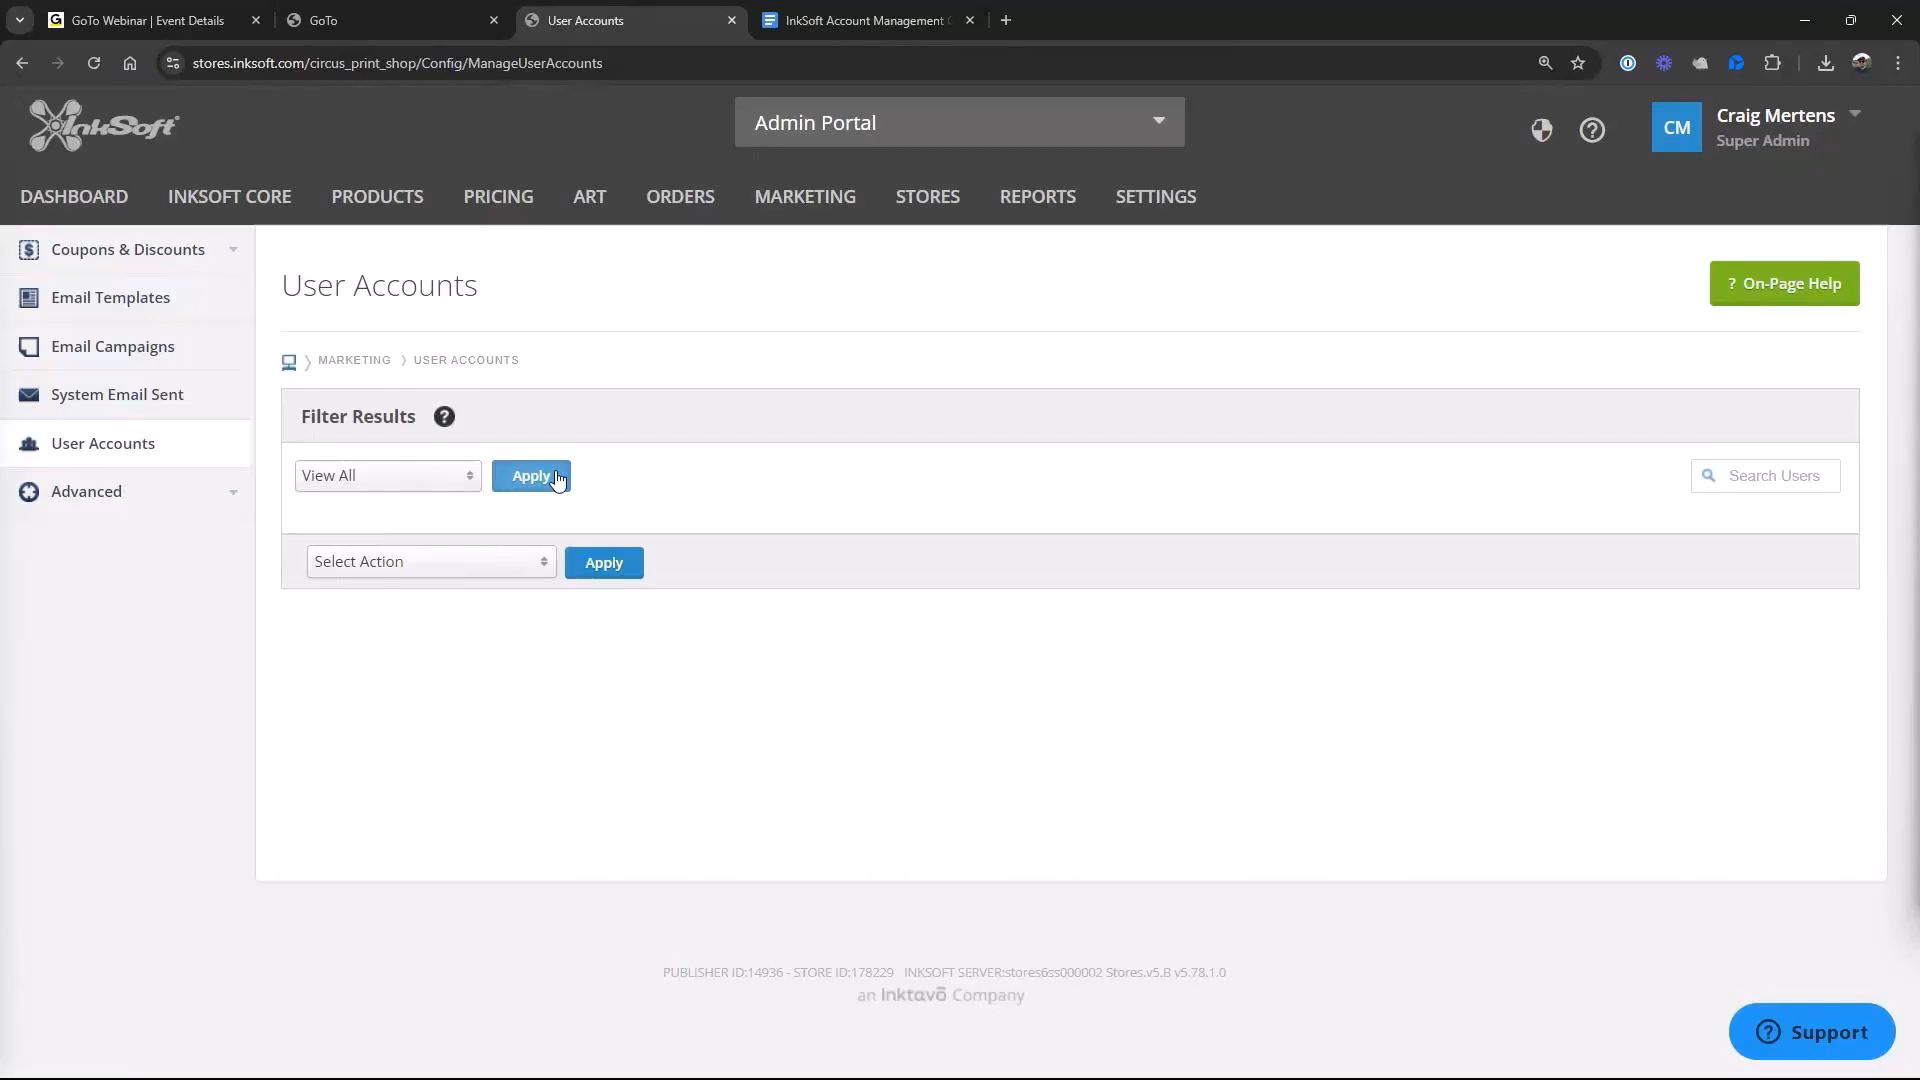 GoTo Webinar | Event Details
GoTo
User Accounts
InkSoft Account Management
stores.inksoft.com/circus_print_shop/Config/ManageUserAccounts
InkSoft
Admin Portal
CM
Craig Mertens
Super Admin
DASHBOARD INKSOFT CORE PRODUCTS PRICING ART ORDERS MARKETING STORES REPORTS SETTINGS
Coupons & Discounts
Email Templates
Email Campaigns
System Email Sent
User Accounts
Advanced
User Accounts
? On-Page Help
MARKETING USER ACCOUNTS
Filter Results ?
View All Apply
Search Users
Select Action Apply
PUBLISHER ID:14936 - STORE ID:178229 INKSOFT SERVER:stores6ss000002 Stores.v5.B v5.78.1.0
an Inktavō Company
? Support